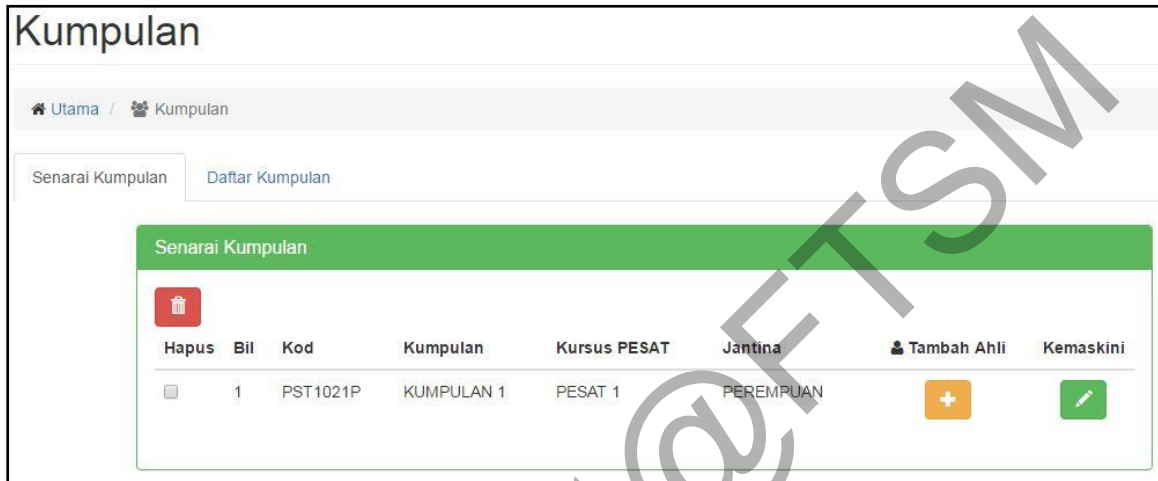 Kumpulan
Utama / Kumpulan
Senarai Kumpulan Daftar Kumpulan
Senarai Kumpulan
Hapus Bil Kod Kumpulan Kursus PESAT Jantina Tambah Ahli Kemaskini
1 PST1021P KUMPULAN 1 PESAT 1 PEREMPUAN
@FTSM